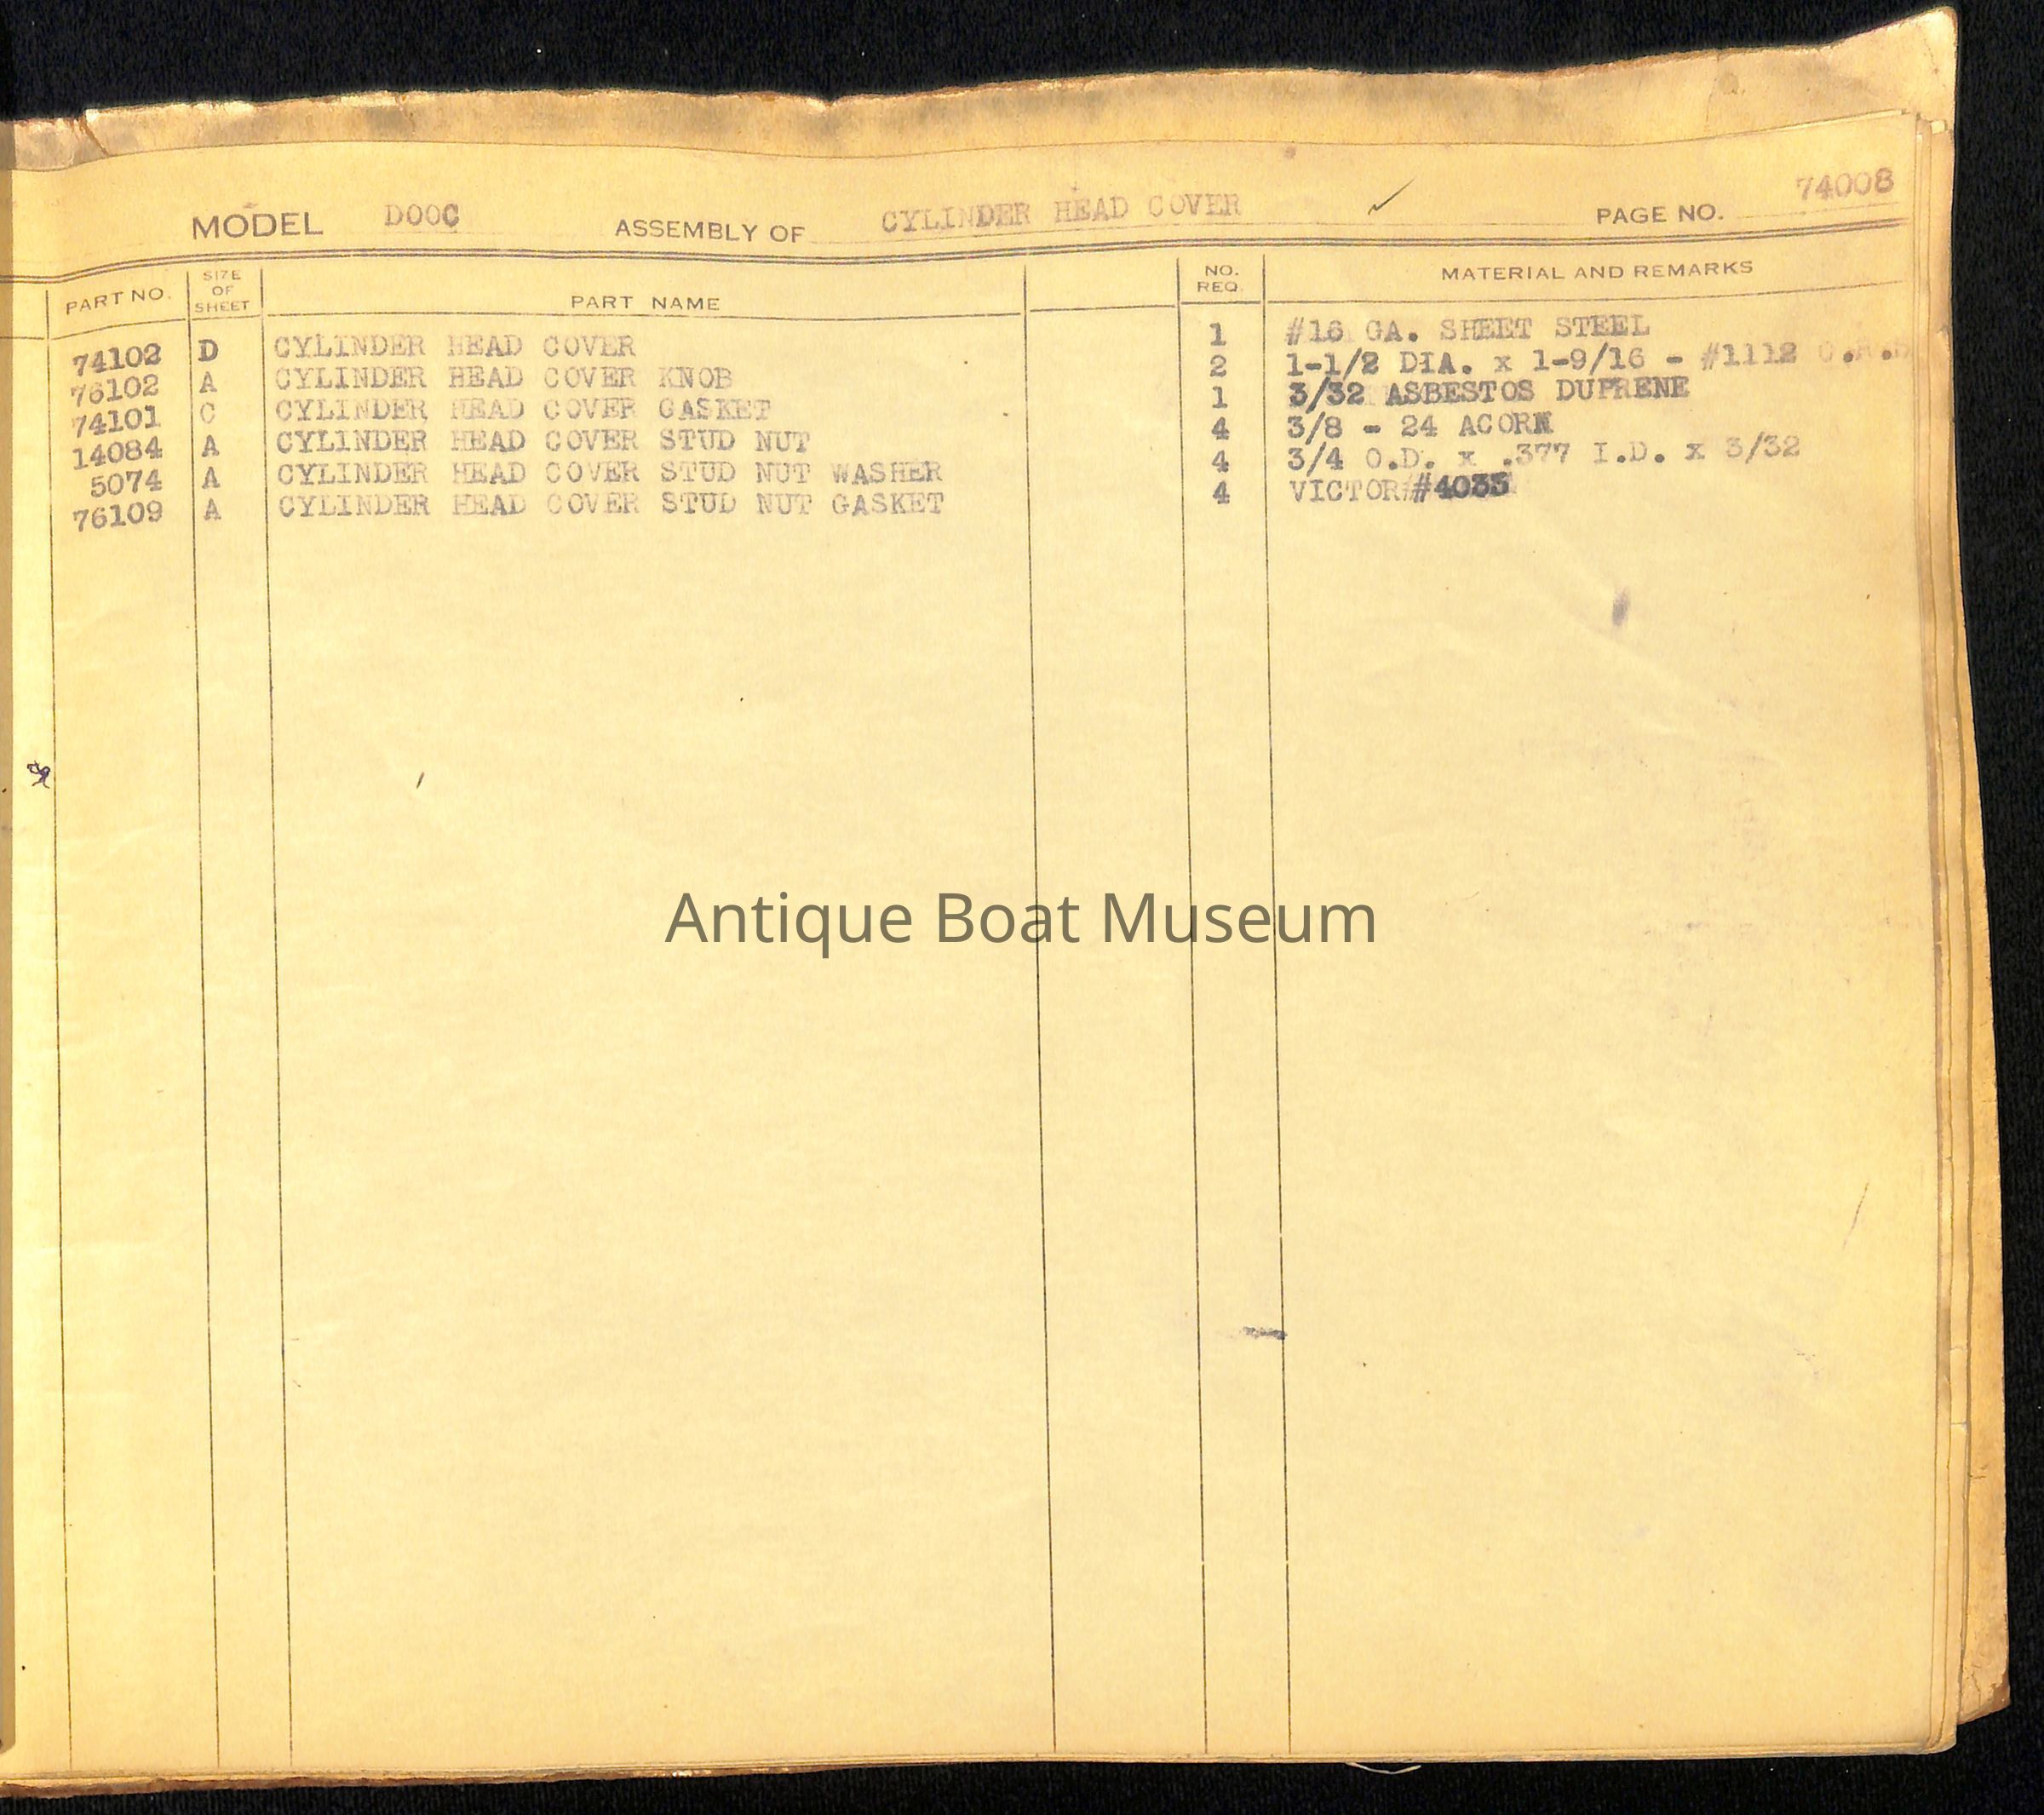 MODEL DOOC ASSEMBLY OF CYLINDER HEAD COVER ✓ PAGE NO. 74008
PART NO. SIZE OF SHEET PART NAME NO. REQ. MATERIAL AND REMARKS
74102 D CYLINDER HEAD COVER 1 #16 GA. SHEET STEEL
76102 A CYLINDER HEAD COVER KNOB 2 1-1/2 DIA. x 1-9/16 - #1112
74101 C CYLINDER HEAD COVER GASKET 1 3/32 ASBESTOS DUPRENE
14084 A CYLINDER HEAD COVER STUD NUT 4 3/8 - 24 ACORN
5074 A CYLINDER HEAD COVER STUD NUT WASHER 4 3/4 O.D. x .377 I.D. x 3/32
76109 A CYLINDER HEAD COVER STUD NUT GASKET 4 VICTOR #4035
Antique Boat Museum